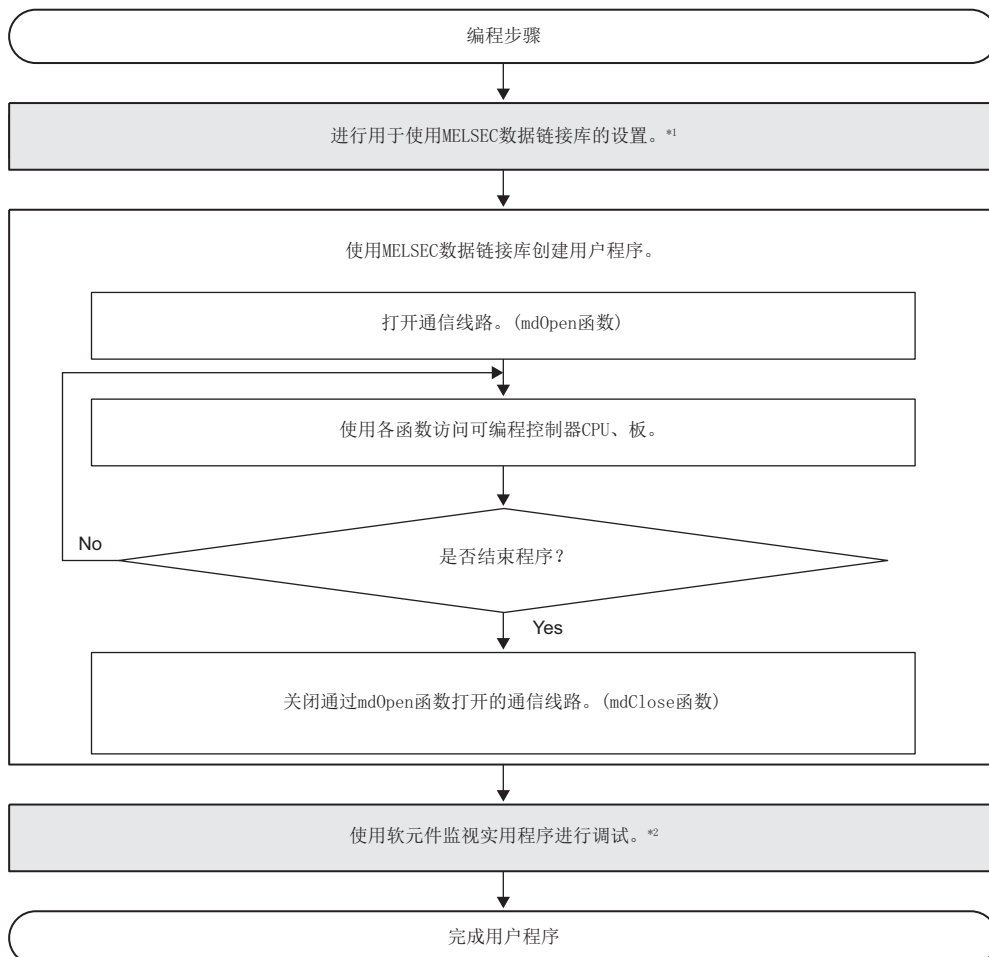 编程步骤
进行用于使用MELSEC数据链接库的设置。*1
使用MELSEC数据链接库创建用户程序。
打开通信线路。(mdOpen函数)
使用各函数访问可编程控制器CPU、板。
No
是否结束程序?
Yes
关闭通过mdOpen函数打开的通信线路。(mdClose函数)
使用软元件监视实用程序进行调试。*2
完成用户程序